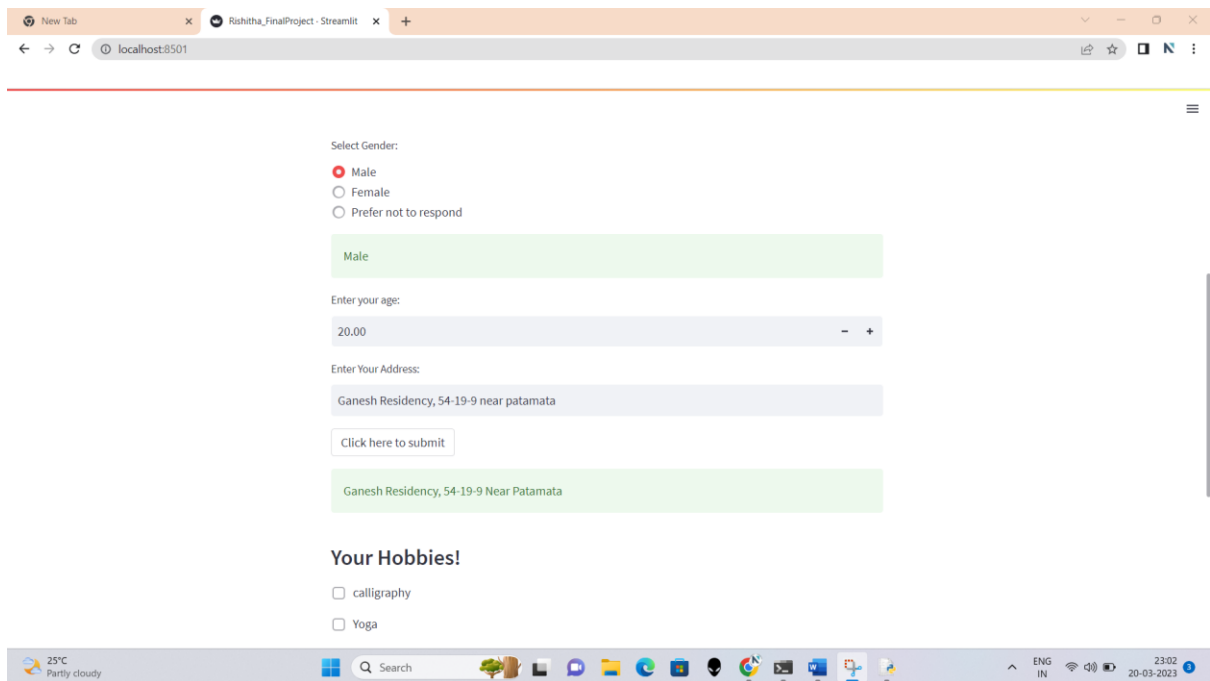 New Tab
Rishitha_FinalProject - Streamlit
localhost:8501
Select Gender:
Male
Female
Prefer not to respond
Male
Enter your age:
20.00
Enter Your Address:
Ganesh Residency, 54-19-9 near patamata
Click here to submit
Ganesh Residency, 54-19-9 Near Patamata
Your Hobbies!
calligraphy
Yoga
25°C
Partly cloudy
Search
ENG
IN
23:02
20-03-2023
3